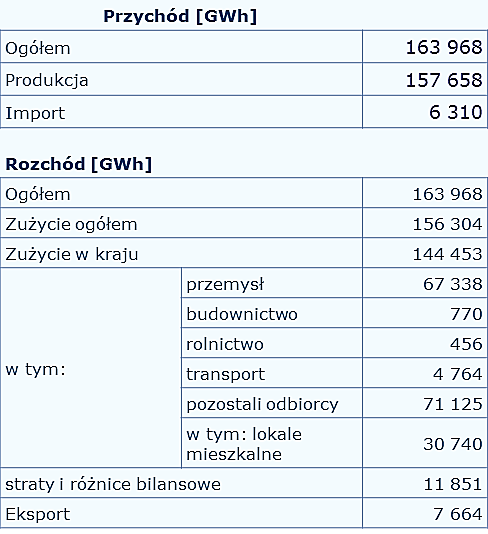 Przychód [GWh]
Ogółem 163 968
Produkcja 157 658
Import 6 310
Rozchód [GWh]
Ogółem 163 968
Zużycie ogółem 156 304
Zużycie w kraju 144 453
w tym:
przemysł 67 338
budownictwo 770
rolnictwo 456
transport 4 764
pozostali odbiorcy 71 125
w tym: lokale
mieszkalne 30 740
straty i różnice bilansowe 11 851
Eksport 7 664